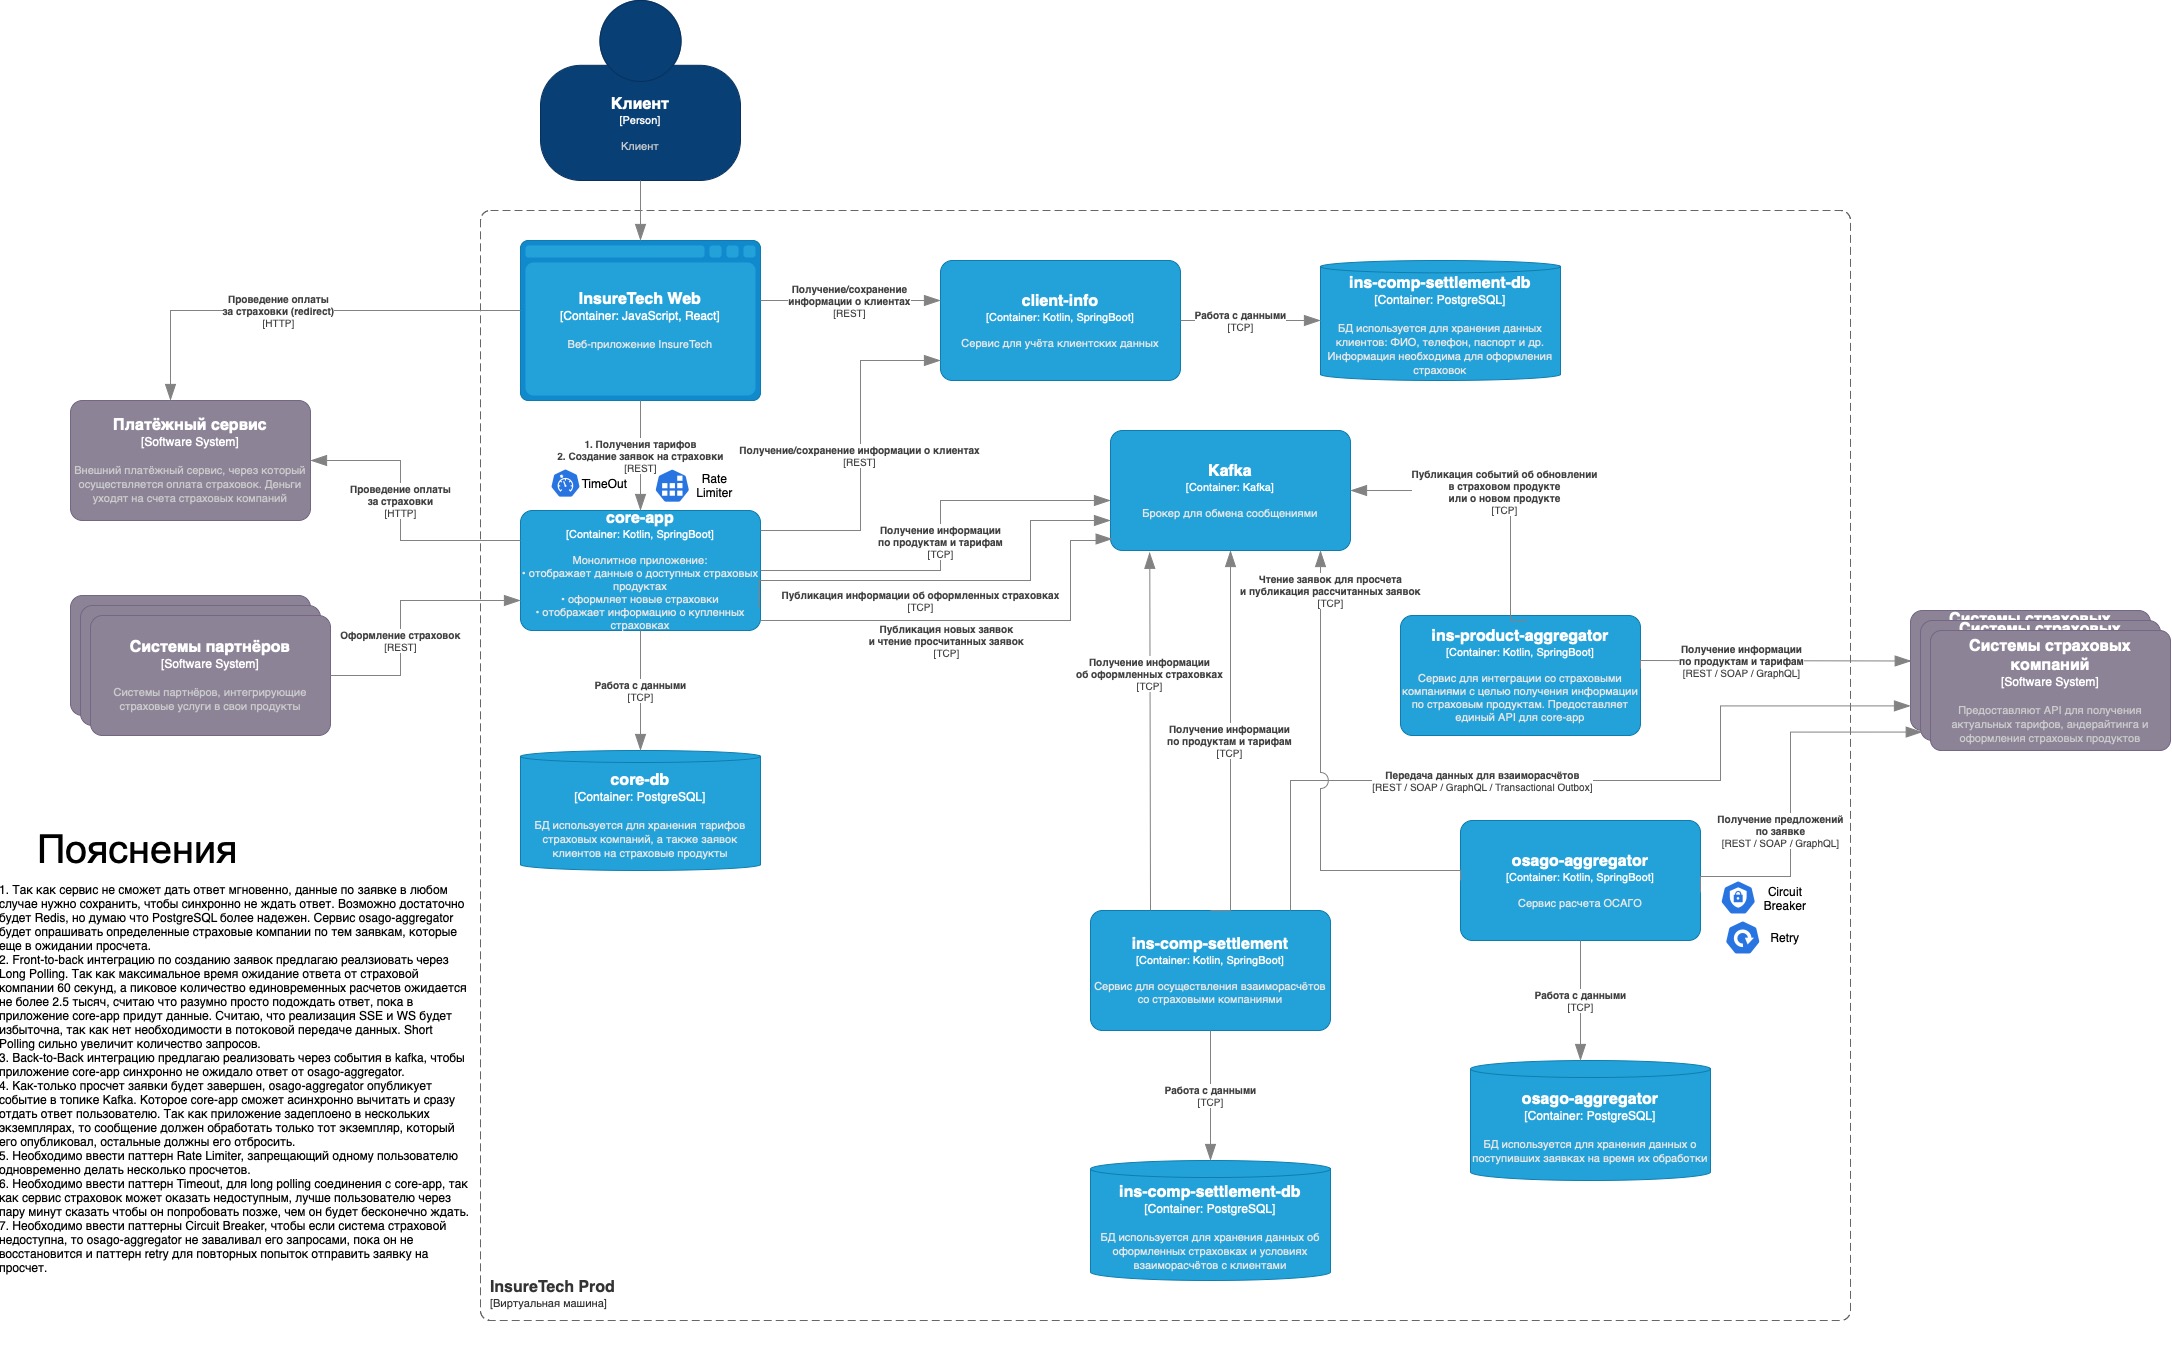 Клиент
[Person]
Клиент
InsureTech Web
[Container: JavaScript, React]
Веб-приложение InsureTech
Получение/сохранение
информации о клиентах
[REST]
client-info
[Container: Kotlin, SpringBoot]
Сервис для учёта клиентских данных
Работа с данными
[TCP]
ins-comp-settlement-db
[Container: PostgreSQL]
БД используется для хранения данных
клиентов: ФИО, телефон, паспорт и др.
Информация необходима для оформления
страховок
Проведение оплаты
за страховки (redirect)
[HTTP]
Платёжный сервис
[Software System]
Внешний платёжный сервис, через который
осуществляется оплата страховок. Деньги
уходят на счета страховых компаний
Проведение оплаты
за страховки
[HTTP]
1. Получения тарифов
2. Создание заявок на страховки
[REST]
TimeOut
Rate
Limiter
Получение/сохранение информации о клиентах
[REST]
core-app
[Container: Kotlin, SpringBoot]
Монолитное приложение:
• отображает данные о доступных страховых
продуктах
• оформляет новые страховки
• отображает информацию о купленных
страховках
Получение информации
по продуктам и тарифам
[TCP]
Публикация информации об оформленных страховках
[TCP]
Публикация новых заявок
и чтение просчитанных заявок
[TCP]
Kafka
[Container: Kafka]
Брокер для обмена сообщениями
Публикация событий об обновлении
в страховом продукте
или о новом продукте
[TCP]
Чтение заявок для просчета
и публикация рассчитанных заявок
[TCP]
Системы партнёров
[Software System]
Системы партнёров, интегрирующие
страховые услуги в свои продукты
Оформление страховок
[REST]
Работа с данными
[TCP]
core-db
[Container: PostgreSQL]
БД используется для хранения тарифов
страховых компаний, а также заявок
клиентов на страховые продукты
Получение информации
об оформленных страховках
[TCP]
Получение информации
по продуктам и тарифам
[TCP]
ins-product-aggregator
[Container: Kotlin, SpringBoot]
Сервис для интеграции со страховыми
компаниями с целью получения информации
по страховым продуктам. Предоставляет
единый API для core-app
Получение информации
по продуктам и тарифам
[REST / SOAP / GraphQL]
Системы страховых
Системы страховых
Системы страховых
компаний
[Software System]
Предоставляют API для получения
актуальных тарифов, андерайтинга и
оформления страховых продуктов
Передача данных для взаиморасчётов
[REST / SOAP / GraphQL / Transactional Outbox]
Получение предложений
по заявке
[REST / SOAP / GraphQL]
osago-aggregator
[Container: Kotlin, SpringBoot]
Сервис расчета ОСАГО
Circuit
Breaker
Retry
ins-comp-settlement
[Container: Kotlin, SpringBoot]
Сервис для осуществления взаиморасчётов
со страховыми компаниями
Работа с данными
[TCP]
osago-aggregator
[Container: PostgreSQL]
БД используется для хранения данных о
поступивших заявках на время их обработки
Работа с данными
[TCP]
ins-comp-settlement-db
[Container: PostgreSQL]
БД используется для хранения данных об
оформленных страховках и условиях
взаиморасчётов с клиентами
Пояснения
1. Так как сервис не сможет дать ответ мгновенно, данные по заявке в любом
случае нужно сохранить, чтобы синхронно не ждать ответ. Возможно достаточно
будет Redis, но думаю что PostgreSQL более надежен. Сервис osago-aggregator
будет опрашивать определенные страховые компании по тем заявкам, которые
еще в ожидании просчета.
2. Front-to-back интеграцию по созданию заявок предлагаю реалзиовать через
Long Polling. Так как максимальное время ожидание ответа от страховой
компании 60 секунд, а пиковое количество единовременных расчетов ожидается
не более 2.5 тысяч, считаю что разумно просто подождать ответ, пока в
приложение core-app придут данные. Считаю, что реализация SSE и WS будет
избыточна, так как нет необходимости в потоковой передаче данных. Short
Polling сильно увеличит количество запросов.
3. Back-to-Back интеграцию предлагаю реализовать через события в kafka, чтобы
приложение core-app синхронно не ожидало ответ от osago-aggregator.
4. Как-только просчет заявки будет завершен, osago-aggregator опубликует
событие в топике Kafka. Которое core-app сможет асинхронно вычитать и сразу
отдать ответ пользователю. Так как приложение задеплоено в нескольких
экземплярах, то сообщение должен обработать только тот экземпляр, который
его опубликовал, остальные должны его отбросить.
5. Необходимо ввести паттерн Rate Limiter, запрещающий одному пользователю
одновременно делать несколько просчетов.
6. Необходимо ввести паттерн Timeout, для long polling соединения с core-app, так
как сервис страховок может оказать недоступным, лучше пользователю через
пару минут сказать чтобы он попробовать позже, чем он будет бесконечно ждать.
7. Необходимо ввести паттерны Circuit Breaker, чтобы если система страховой
недоступна, то osago-aggregator не заваливал его запросами, пока он не
восстановится и паттерн retry для повторных попыток отправить заявку на
просчет.
InsureTech Prod
[Виртуальная машина]